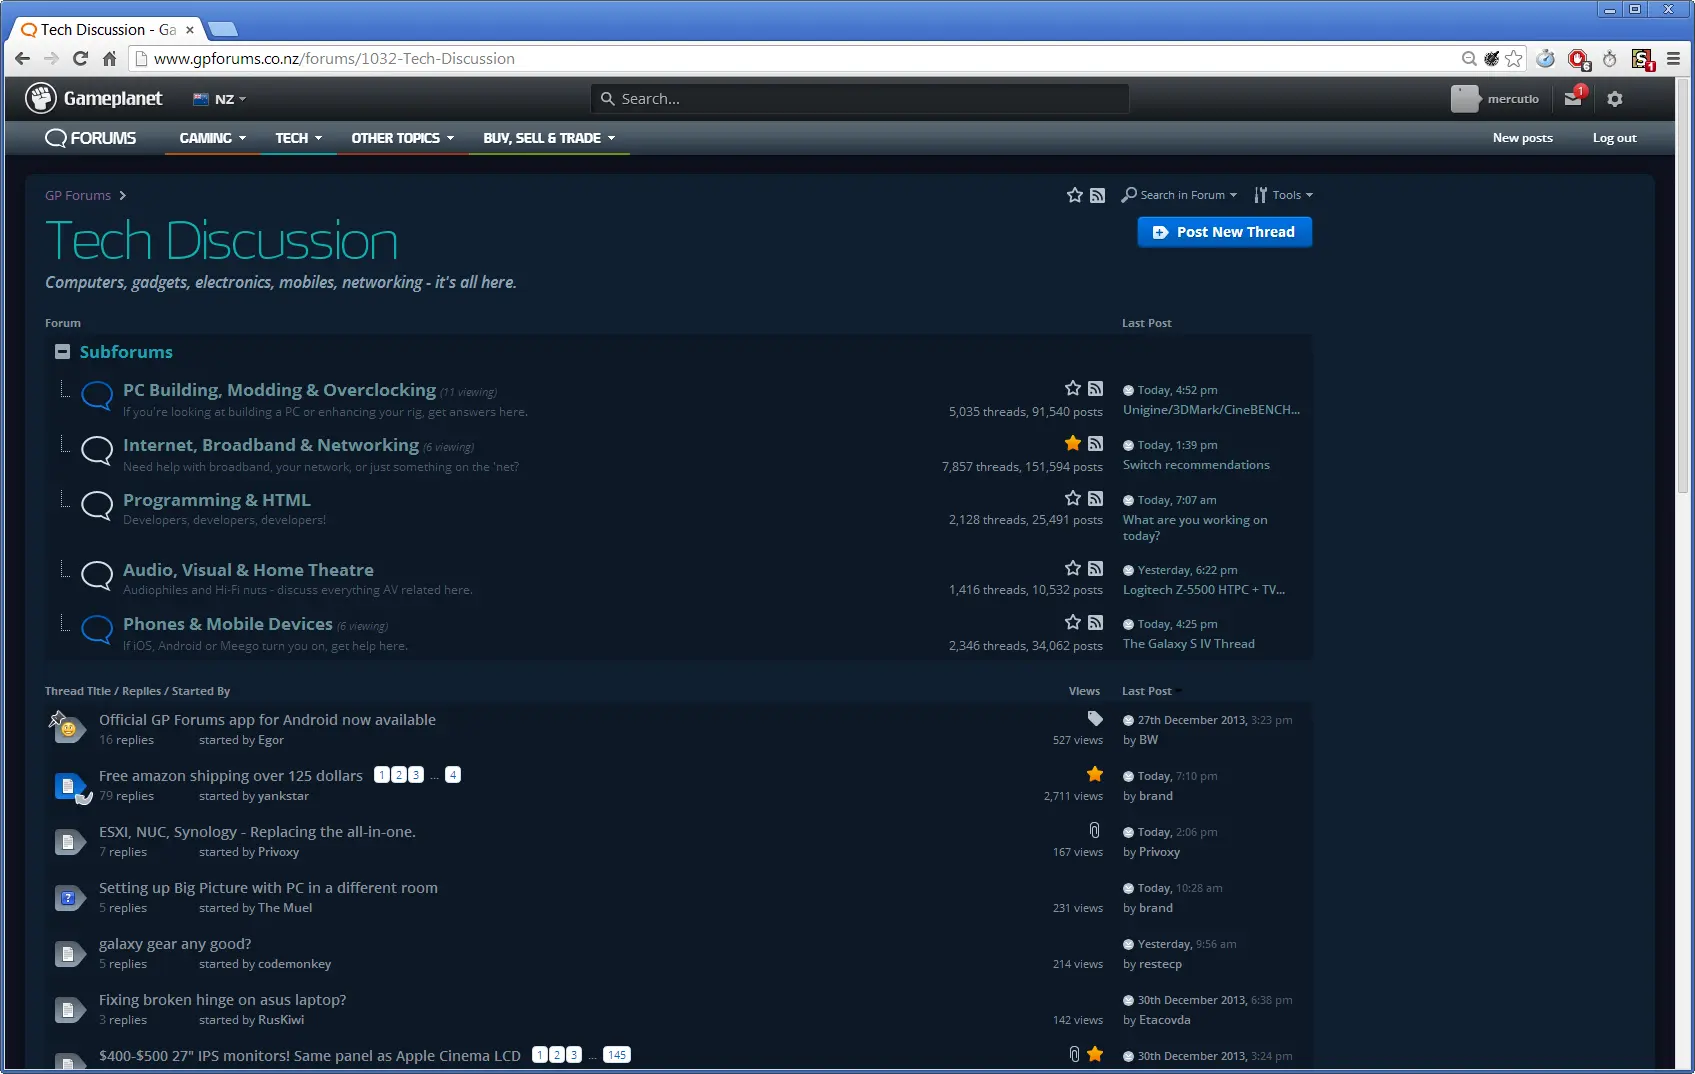 Tech Discussion - Ga
www.gpforums.co.nz/forums/1032-Tech-Discussion
6
1
Gameplanet
NZ
Search...
mercutio
1
FORUMS
GAMING
TECH
OTHER TOPICS
BUY, SELL & TRADE
New posts
Log out
GP Forums
Search in Forum
Tools
Tech Discussion
Post New Thread
Computers, gadgets, electronics, mobiles, networking - it's all here.
Forum
Last Post
Subforums
PC Building, Modding & Overclocking (11 viewing)
Today, 4:52 pm
If you're looking at building a PC or enhancing your rig, get answers here.
5,035 threads, 91,540 posts
Unigine/3DMark/CineBENCH...
Internet, Broadband & Networking (6 viewing)
Today, 1:39 pm
Need help with broadband, your network, or just something on the 'net?
7,857 threads, 151,594 posts
Switch recommendations
Programming & HTML
Today, 7:07 am
Developers, developers, developers!
2,128 threads, 25,491 posts
What are you working on
today?
Audio, Visual & Home Theatre
Yesterday, 6:22 pm
Audiophiles and Hi-Fi nuts - discuss everything AV related here.
1,416 threads, 10,532 posts
Logitech Z-5500 HTPC + TV...
Phones & Mobile Devices (6 viewing)
Today, 4:25 pm
If iOS, Android or Meego turn you on, get help here.
2,346 threads, 34,062 posts
The Galaxy S IV Thread
Thread Title / Replies / Started By
Views
Last Post
Official GP Forums app for Android now available
27th December 2013, 3:23 pm
16 replies
started by Egor
527 views
by BW
Free amazon shipping over 125 dollars 1 2 3 ... 4
Today, 7:10 pm
79 replies
started by yankstar
2,711 views
by brand
ESXI, NUC, Synology - Replacing the all-in-one.
Today, 2:06 pm
7 replies
started by Privoxy
167 views
by Privoxy
Setting up Big Picture with PC in a different room
Today, 10:28 am
5 replies
started by The Muel
231 views
by brand
galaxy gear any good?
Yesterday, 9:56 am
5 replies
started by codemonkey
214 views
by restecp
Fixing broken hinge on asus laptop?
30th December 2013, 6:38 pm
3 replies
started by RusKiwi
142 views
by Etacovda
$400-$500 27" IPS monitors! Same panel as Apple Cinema LCD 1 2 3 ... 145
30th December 2013, 3:24 pm